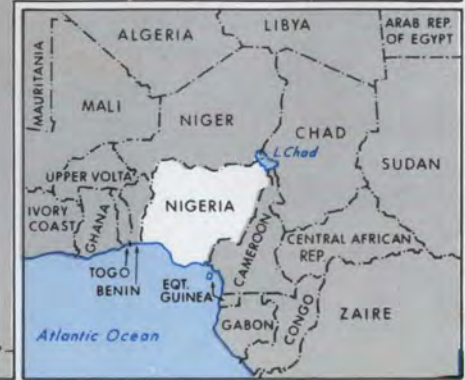 ALGERIA
LIBYA
ARAB REP.
OF EGYPT
MAURITANIA
MALI
NIGER
CHAD
SUDAN
L.Chad
UPPER VOLTA
NIGERIA
IVORY
COAST
GHANA
CAMEROON
CENTRAL AFRICAN
REP.
TOGO
BENIN
EQT.
GUINEA
GABON
CONGO
ZAIRE
Atlantic Ocean